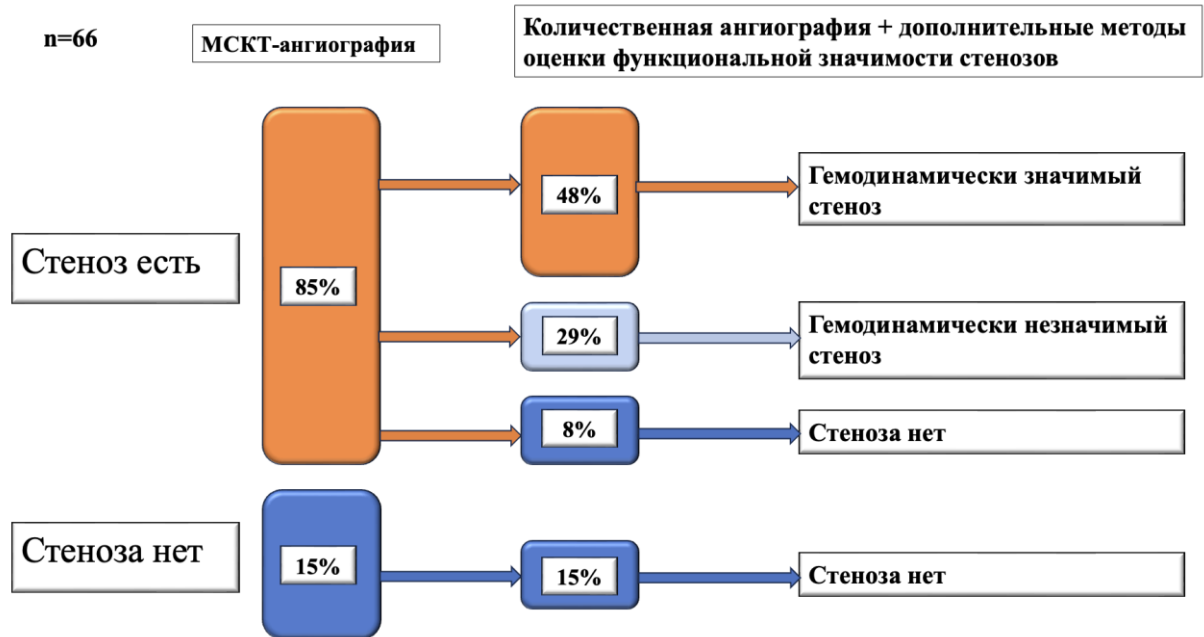 n=66
МСКТ-ангиография
Количественная ангиография + дополнительные методы
оценки функциональной значимости стенозов
Стеноз есть
85%
48%
Гемодинамически значимый
стеноз
29%
Гемодинамически незначимый
стеноз
8%
Стеноза нет
Стеноза нет
15%
15%
Стеноза нет